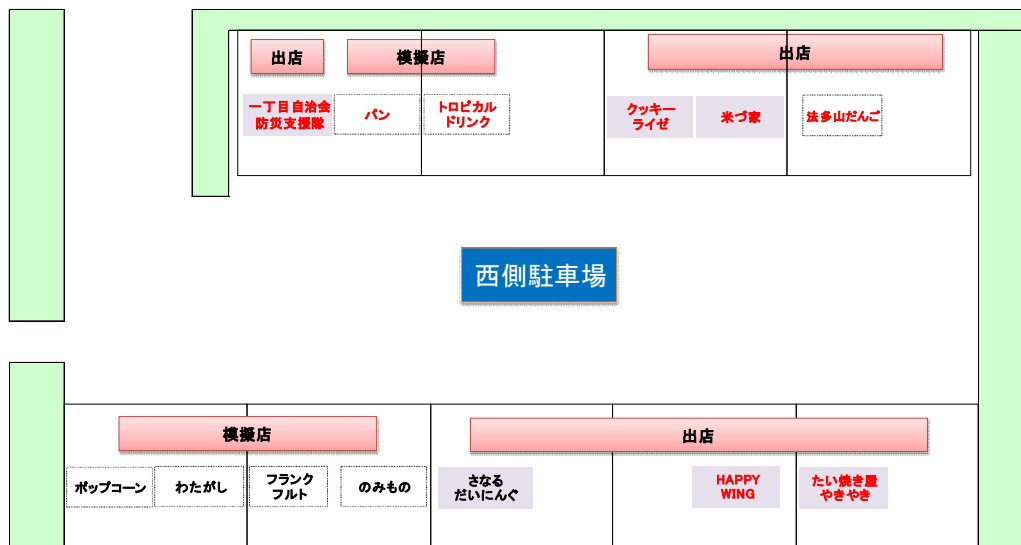 出店
模擬店
出店
一丁目自治会
防災支援隊
パン
トロピカル
ドリンク
クッキー
ライゼ
米づ家
法多山だんご
西側駐車場
模擬店
出店
ポップコーン
わたがし
フランク
フルト
のみもの
さなる
だいにんぐ
HAPPY
WING
たい焼き屋
やきやき